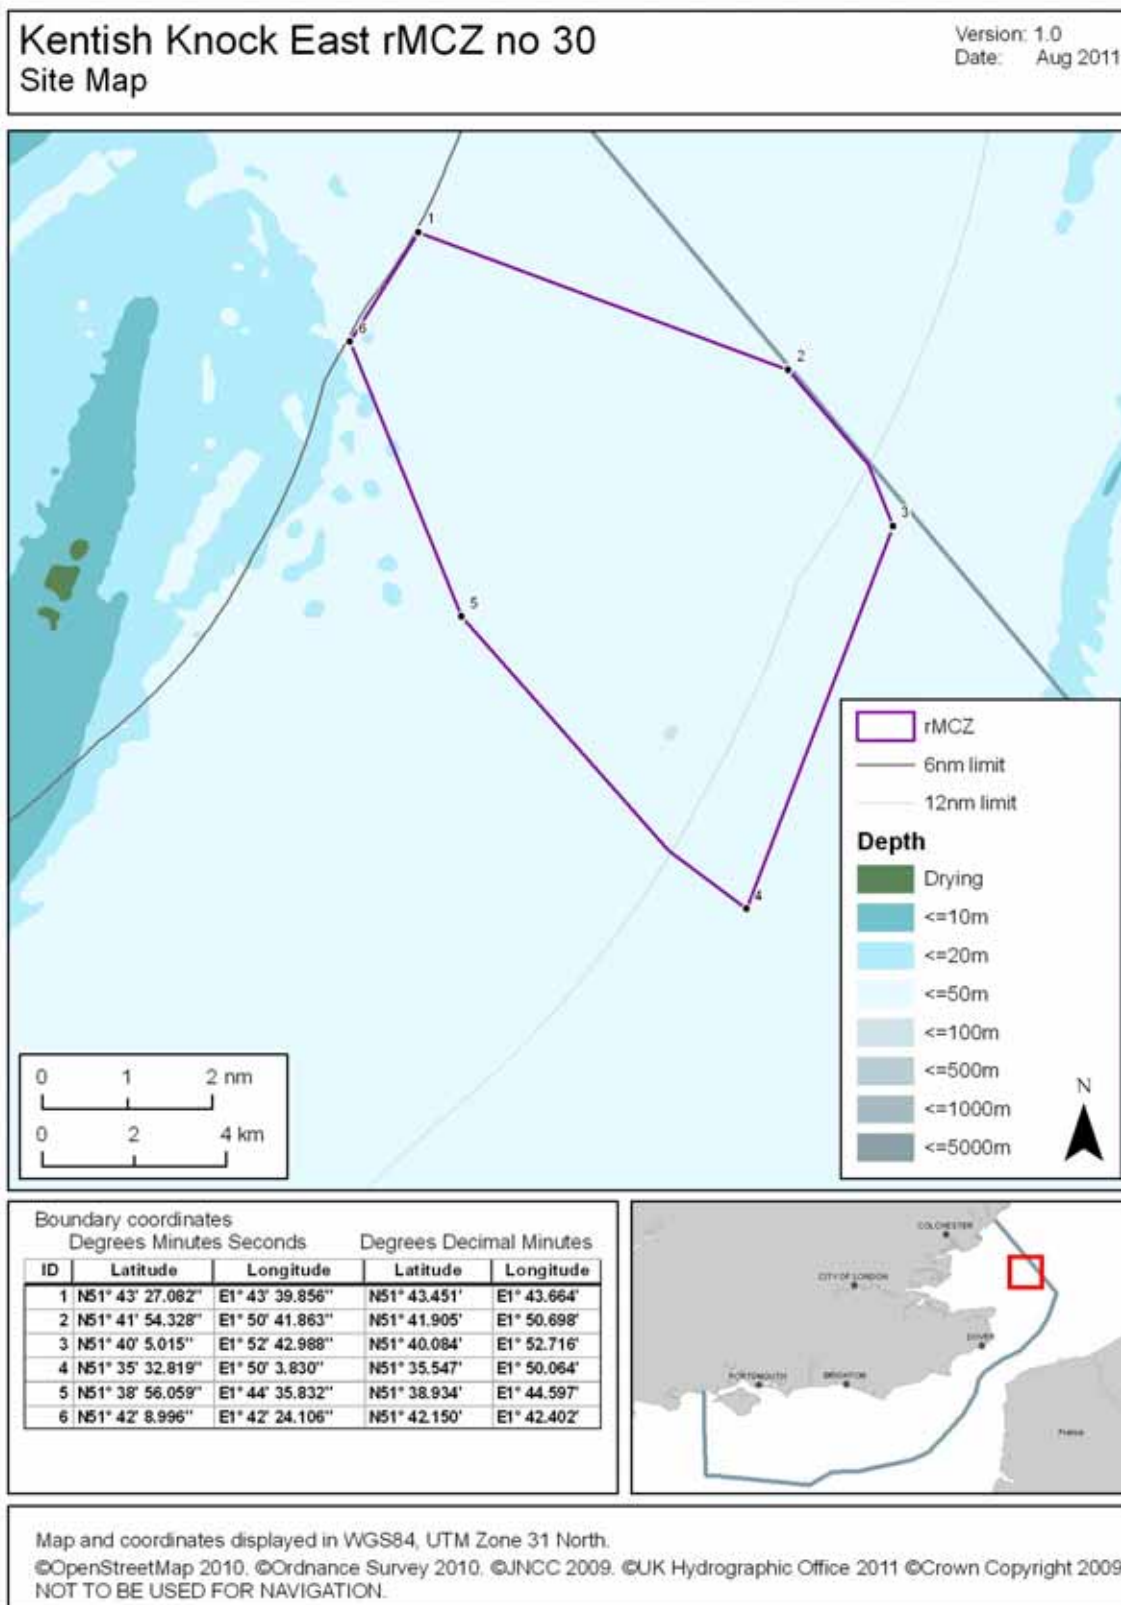 Kentish Knock East rMCZ no 30
Site Map
Version: 1.0
Date: Aug 2011
1
2
3
4
5
6
rMCZ
6nm limit
12nm limit
Depth
Drying
<=10m
<=20m
<=50m
<=100m
<=500m
<=1000m
<=5000m
N
0 1 2 nm
0 2 4 km
Boundary coordinates
Degrees Minutes Seconds Degrees Decimal Minutes
ID Latitude Longitude Latitude Longitude
1 N51° 43' 27.082" E1° 43' 39.856" N51° 43.451' E1° 43.664'
2 N51° 41' 54.328" E1° 50' 41.863" N51° 41.905' E1° 50.698'
3 N51° 40' 5.015" E1° 52' 42.988" N51° 40.084' E1° 52.716'
4 N51° 35' 32.819" E1° 50' 3.830" N51° 35.547' E1° 50.064'
5 N51° 38' 56.059" E1° 44' 35.832" N51° 38.934' E1° 44.597'
6 N51° 42' 8.996" E1° 42' 24.106" N51° 42.150' E1° 42.402'
COLCHESTER
CITY OF LONDON
DOVER
PORTSMOUTH
BRIGHTON
France
Map and coordinates displayed in WGS84, UTM Zone 31 North.
©OpenStreetMap 2010. ©Ordnance Survey 2010. ©JNCC 2009. ©UK Hydrographic Office 2011 ©Crown Copyright 2009
NOT TO BE USED FOR NAVIGATION.